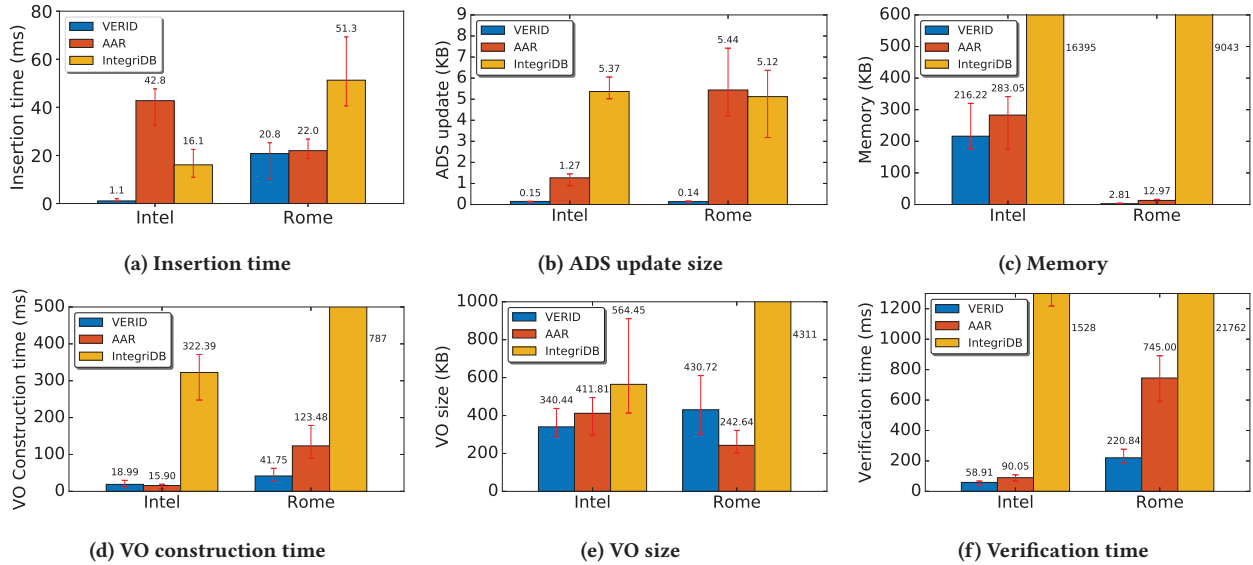 80
60
40
20
0
Insertion time (ms)
VERID
AAR
IntegriDB
1.1
42.8
16.1
20.8
22.0
51.3
Intel
Rome
(a) Insertion time
9
8
7
6
5
4
3
2
1
0
ADS update (KB)
VERID
AAR
IntegriDB
0.15
1.27
5.37
0.14
5.44
5.12
Intel
Rome
(b) ADS update size
600
500
400
300
200
100
0
Memory (KB)
VERID
AAR
IntegriDB
216.22
283.05
16395
2.81
12.97
9043
Intel
Rome
(c) Memory
500
400
300
200
100
0
VO Construction time (ms)
VERID
AAR
IntegriDB
18.99
15.90
322.39
41.75
123.48
787
Intel
Rome
(d) VO construction time
1000
800
600
400
200
0
VO size (KB)
VERID
AAR
IntegriDB
340.44
411.81
564.45
430.72
242.64
4311
Intel
Rome
(e) VO size
1200
1000
800
600
400
200
0
Verification time (ms)
VERID
AAR
IntegriDB
58.91
90.05
1528
220.84
745.00
21762
Intel
Rome
(f) Verification time